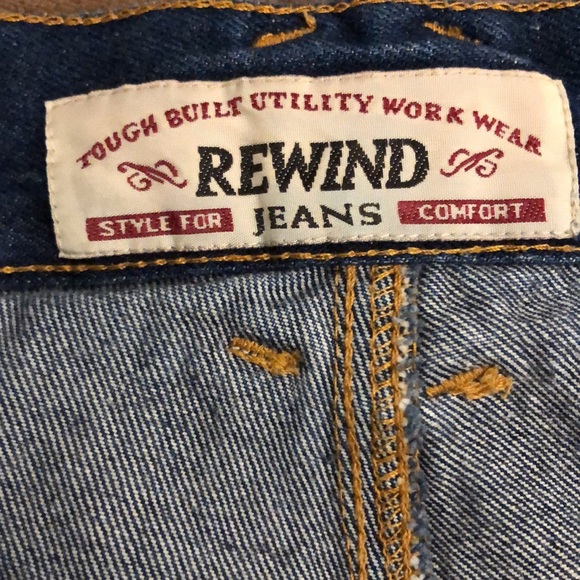 TOUGH BUILT UTILITY WORK WEAR
REWIND
STYLE FOR JEANS COMFORT